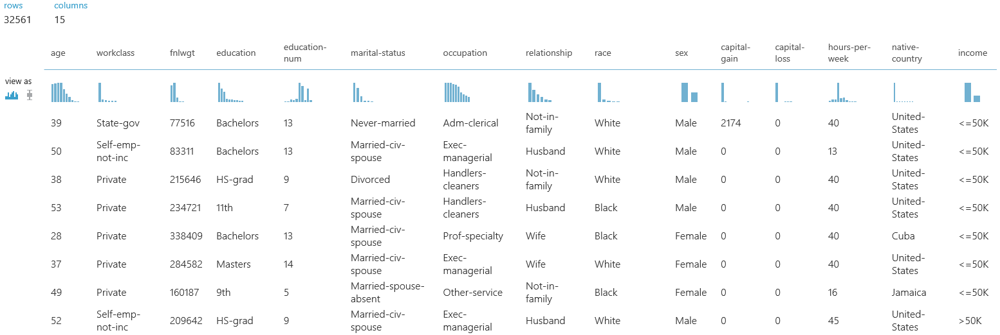 rows columns
32561 15
age workclass fnlwgt education education-num marital-status occupation relationship race sex capital-gain capital-loss hours-per-week native-country income
view as
39 State-gov 77516 Bachelors 13 Never-married Adm-clerical Not-in-family White Male 2174 0 40 United-States <=50K
50 Self-emp-not-inc 83311 Bachelors 13 Married-civ-spouse Exec-managerial Husband White Male 0 0 13 United-States <=50K
38 Private 215646 HS-grad 9 Divorced Handlers-cleaners Not-in-family White Male 0 0 40 United-States <=50K
53 Private 234721 11th 7 Married-civ-spouse Handlers-cleaners Husband Black Male 0 0 40 United-States <=50K
28 Private 338409 Bachelors 13 Married-civ-spouse Prof-specialty Wife Black Female 0 0 40 Cuba <=50K
37 Private 284582 Masters 14 Married-civ-spouse Exec-managerial Wife White Female 0 0 40 United-States <=50K
49 Private 160187 9th 5 Married-spouse-absent Other-service Not-in-family Black Female 0 0 16 Jamaica <=50K
52 Self-emp-not-inc 209642 HS-grad 9 Married-civ-spouse Exec-managerial Husband White Male 0 0 45 United-States >50K